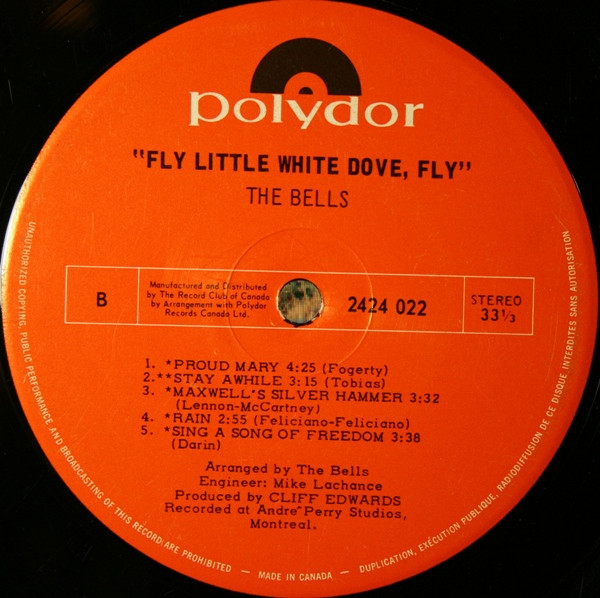 polydor
"FLY LITTLE WHITE DOVE, FLY"
THE BELLS
B
Manufactured and Distributed
by The Record Club of Canada
by Arrangement with Polydor
Records Canada Ltd.
2424 022
STEREO
33⅓
1. *PROUD MARY 4:25 (Fogerty)
2.**STAY AWHILE 3:15 (Tobias)
3. *MAXWELL'S SILVER HAMMER 3:32
(Lennon-McCartney)
4. *RAIN 2:55 (Feliciano-Feliciano)
5. *SING A SONG OF FREEDOM 3:38
(Darin)
Arranged by The Bells
Engineer: Mike Lachance
Produced by CLIFF EDWARDS
Recorded at Andre" Perry Studios,
Montreal.
UNAUTHORIZED COPYING, PUBLIC PERFORMANCE AND BROADCASTING OF THIS RECORD ARE PROHIBITED — MADE IN CANADA — DUPLICATION, EXÉCUTION PUBLIQUE, RADIODIFFUSION DE CE DISQUE INTERDITES SANS AUTORISATION